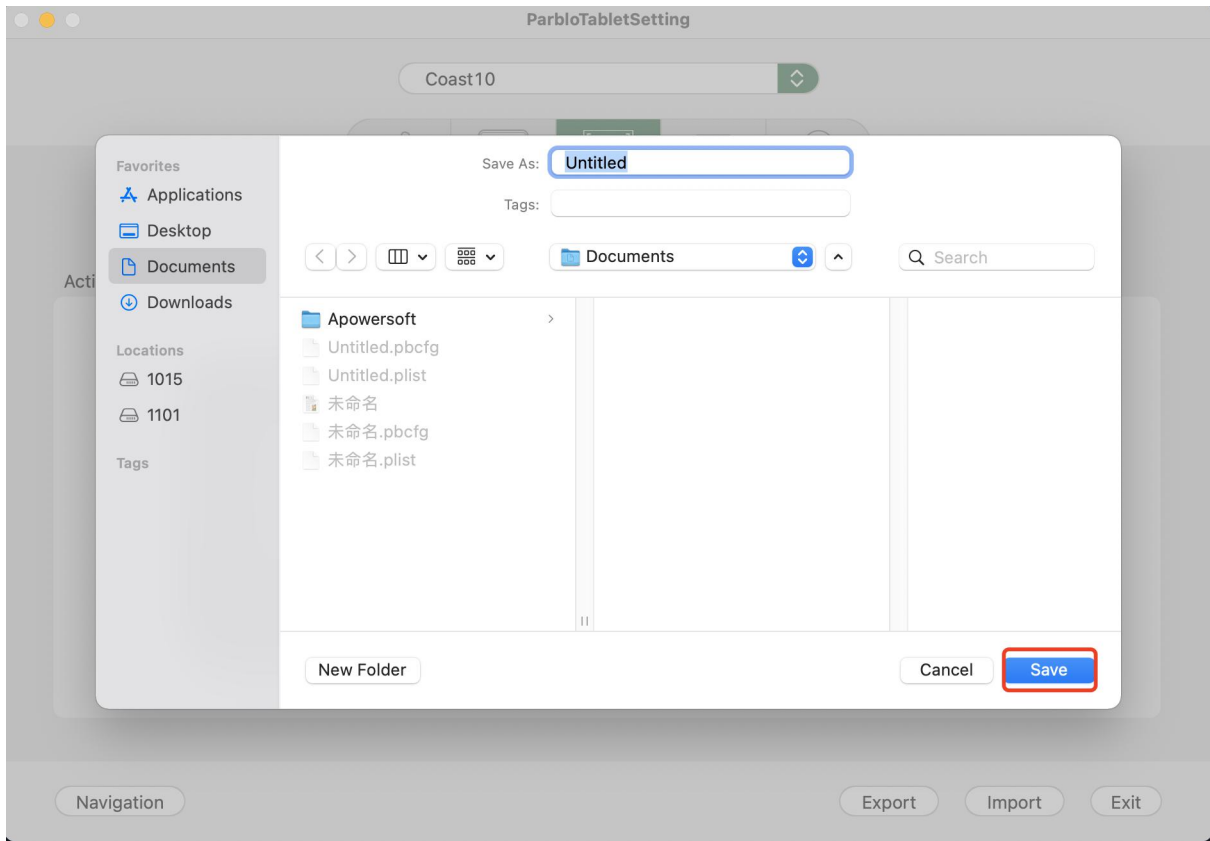 ParbloTabletSetting
Coast10
Favorites
Applications
Desktop
Documents
Downloads
Locations
1015
1101
Tags
Save As: Untitled
Tags:
Documents
Search
Apowersoft
Untitled.pbcfg
Untitled.plist
未命名
未命名.pbcfg
未命名.plist
New Folder
Cancel
Save
Acti
Navigation
Export
Import
Exit